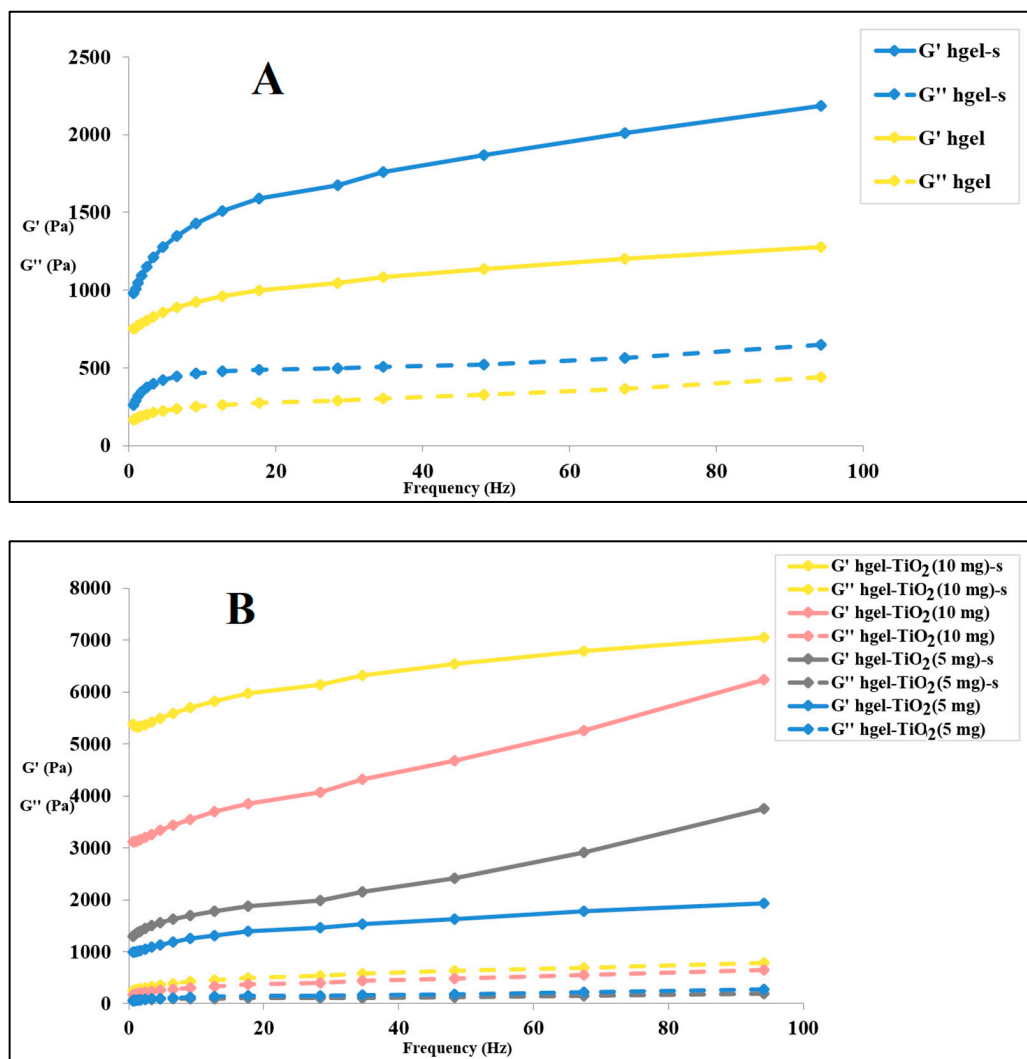 A
2500
2000
1500
1000
500
0
G' (Pa)
G'' (Pa)
0 20 40 60 80 100
Frequency (Hz)
G' hgel-s
G'' hgel-s
G' hgel
G'' hgel
B
8000
7000
6000
5000
4000
3000
2000
1000
0
G' (Pa)
G'' (Pa)
0 20 40 60 80 100
Frequency (Hz)
G' hgel-TiO₂(10 mg)-s
G'' hgel-TiO₂(10 mg)-s
G' hgel-TiO₂(10 mg)
G'' hgel-TiO₂(10 mg)
G' hgel-TiO₂(5 mg)-s
G'' hgel-TiO₂(5 mg)-s
G' hgel-TiO₂(5 mg)
G'' hgel-TiO₂(5 mg)